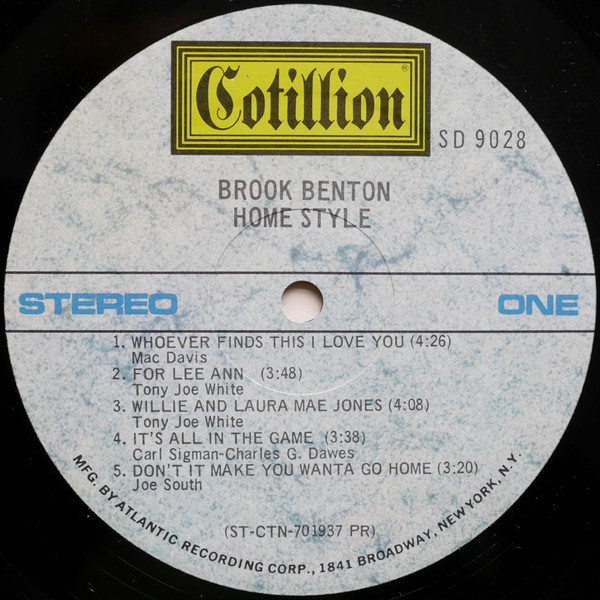 Cotillion
®
SD 9028
BROOK BENTON
HOME STYLE
STEREO
ONE
1. WHOEVER FINDS THIS I LOVE YOU (4:26)
Mac Davis
2. FOR LEE ANN (3:48)
Tony Joe White
3. WILLIE AND LAURA MAE JONES (4:08)
Tony Joe White
4. IT'S ALL IN THE GAME (3:38)
Carl Sigman-Charles G. Dawes
5. DON'T IT MAKE YOU WANTA GO HOME (3:20)
Joe South
(ST-CTN-701937 PR)
MFG. BY ATLANTIC RECORDING CORP., 1841 BROADWAY, NEW YORK, N.Y.